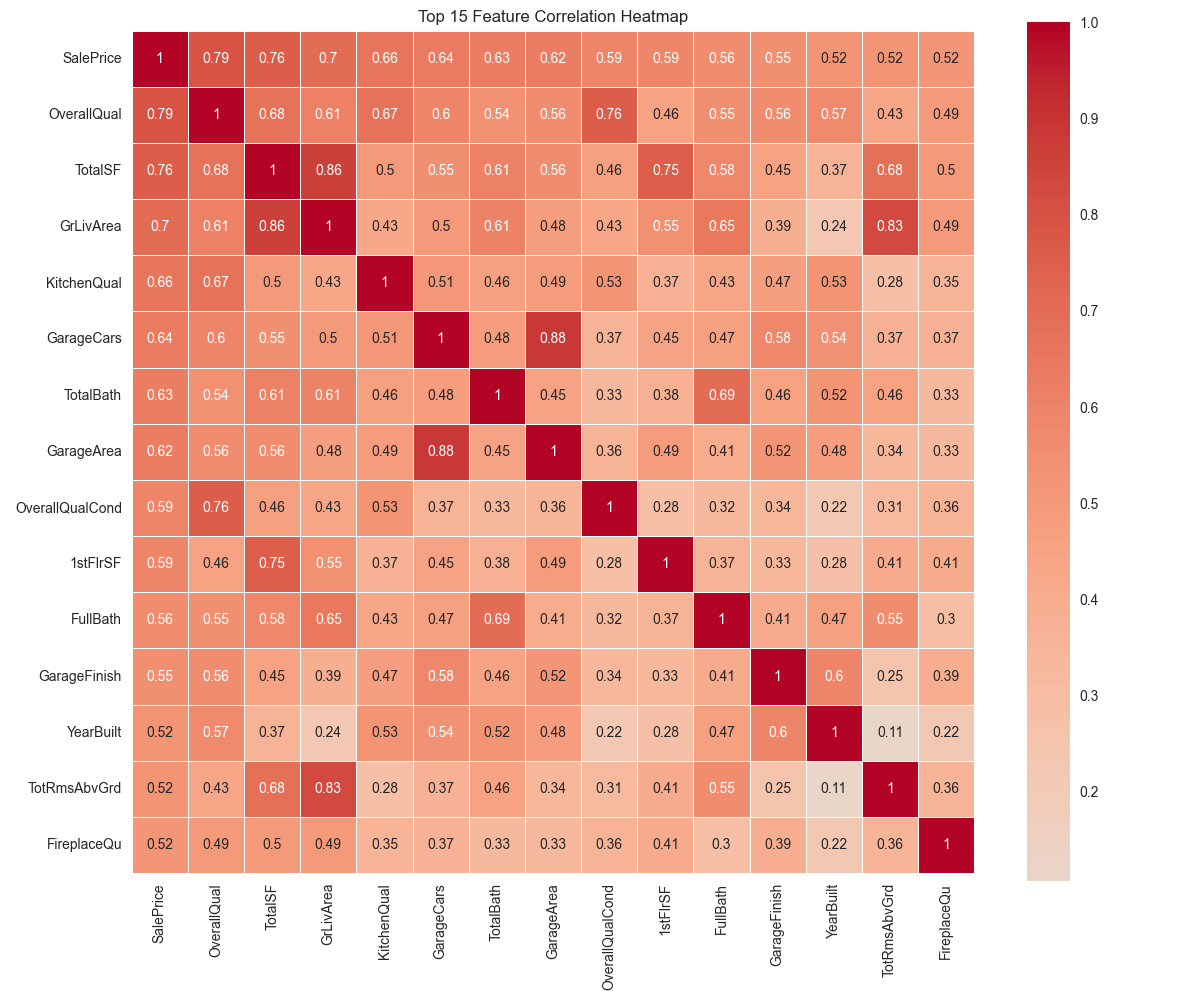 Top 15 Feature Correlation Heatmap
SalePrice 1 0.79 0.76 0.7 0.66 0.64 0.63 0.62 0.59 0.59 0.56 0.55 0.52 0.52 0.52
OverallQual 0.79 1 0.68 0.61 0.67 0.6 0.54 0.56 0.76 0.46 0.55 0.56 0.57 0.43 0.49
TotalSF 0.76 0.68 1 0.86 0.5 0.55 0.61 0.56 0.46 0.75 0.58 0.45 0.37 0.68 0.5
GrLivArea 0.7 0.61 0.86 1 0.43 0.5 0.61 0.48 0.43 0.55 0.65 0.39 0.24 0.83 0.49
KitchenQual 0.66 0.67 0.5 0.43 1 0.51 0.46 0.49 0.53 0.37 0.43 0.47 0.53 0.28 0.35
GarageCars 0.64 0.6 0.55 0.5 0.51 1 0.48 0.88 0.37 0.45 0.47 0.58 0.54 0.37 0.37
TotalBath 0.63 0.54 0.61 0.61 0.46 0.48 1 0.45 0.33 0.38 0.69 0.46 0.52 0.46 0.33
GarageArea 0.62 0.56 0.56 0.48 0.49 0.88 0.45 1 0.36 0.49 0.41 0.52 0.48 0.34 0.33
OverallQualCond 0.59 0.76 0.46 0.43 0.53 0.37 0.33 0.36 1 0.28 0.32 0.34 0.22 0.31 0.36
1stFlrSF 0.59 0.46 0.75 0.55 0.37 0.45 0.38 0.49 0.28 1 0.37 0.33 0.28 0.41 0.41
FullBath 0.56 0.55 0.58 0.65 0.43 0.47 0.69 0.41 0.32 0.37 1 0.41 0.47 0.55 0.3
GarageFinish 0.55 0.56 0.45 0.39 0.47 0.58 0.46 0.52 0.34 0.33 0.41 1 0.6 0.25 0.39
YearBuilt 0.52 0.57 0.37 0.24 0.53 0.54 0.52 0.48 0.22 0.28 0.47 0.6 1 0.11 0.22
TotRmsAbvGrd 0.52 0.43 0.68 0.83 0.28 0.37 0.46 0.34 0.31 0.41 0.55 0.25 0.11 1 0.36
FireplaceQu 0.52 0.49 0.5 0.49 0.35 0.37 0.33 0.33 0.36 0.41 0.3 0.39 0.22 0.36 1
SalePrice
OverallQual
TotalSF
GrLivArea
KitchenQual
GarageCars
TotalBath
GarageArea
OverallQualCond
1stFlrSF
FullBath
GarageFinish
YearBuilt
TotRmsAbvGrd
FireplaceQu
1.0
0.9
0.8
0.7
0.6
0.5
0.4
0.3
0.2